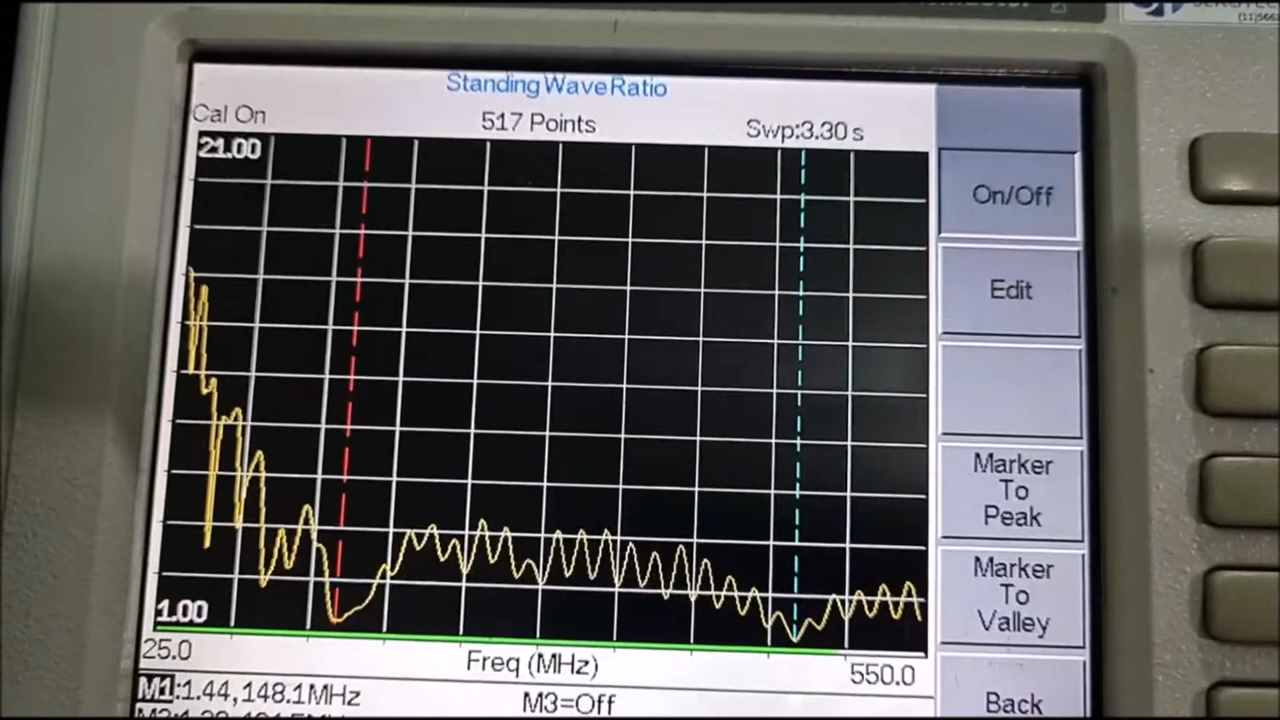 Standing Wave Ratio
Cal On
517 Points
Swp:3.30 s
21.00
On/Off
Edit
Marker
To
Peak
Marker
To
Valley
1.00
25.0
Freq (MHz)
550.0
M1:1.44,148.1MHz
M3=Off
Back